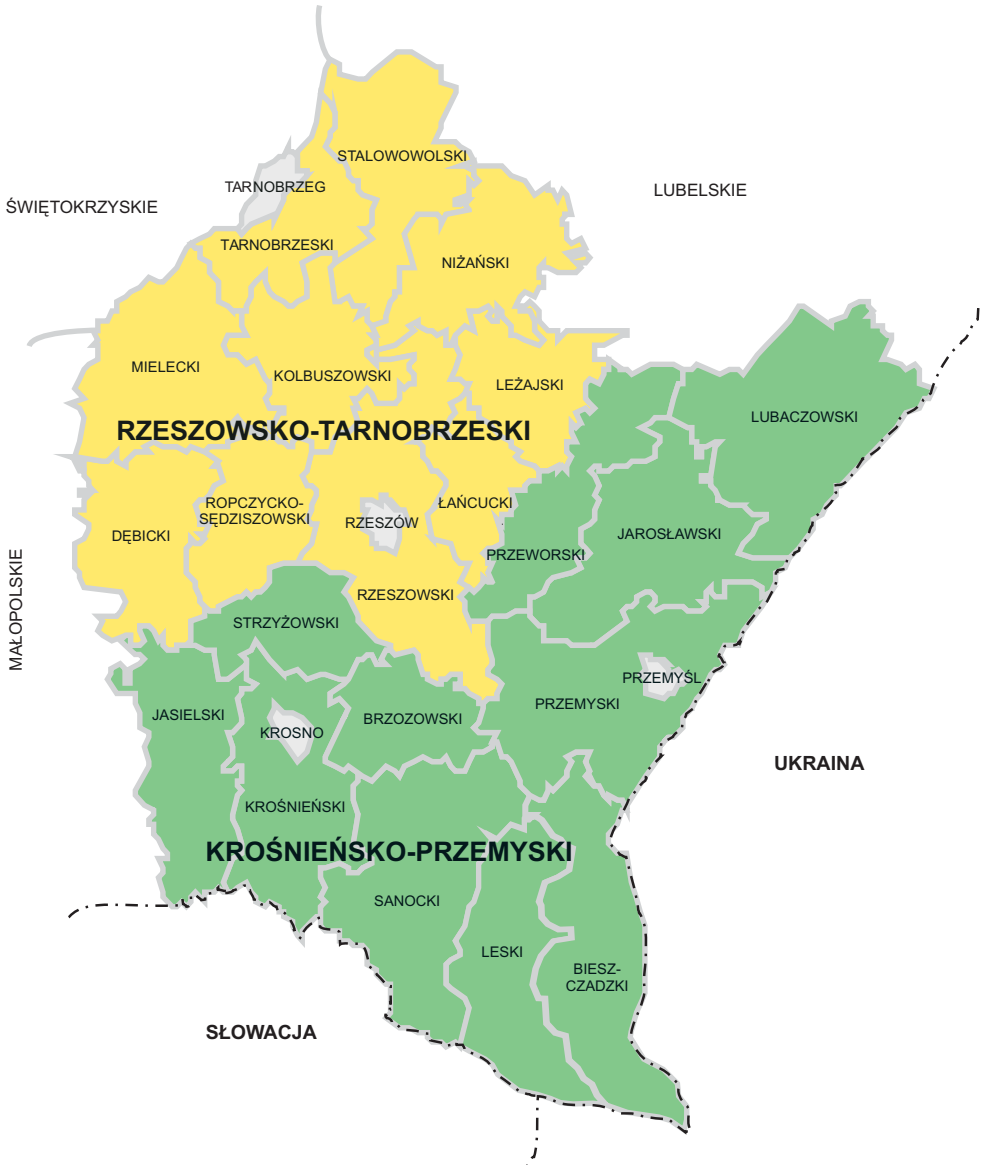 STALOWOWOLSKI
TARNOBRZEG
LUBELSKIE
ŚWIĘTOKRZYSKIE
TARNOBRZESKI
NIŻAŃSKI
MIELECKI
KOLBUSZOWSKI
LEŻAJSKI
LUBACZOWSKI
RZESZOWSKO-TARNOBRZESKI
ROPCZYCKO-
SĘDZISZOWSKI
ŁAŃCUCKI
RZESZÓW
DĘBICKI
JAROSŁAWSKI
PRZEWORSKI
MAŁOPOLSKIE
RZESZOWSKI
STRZYŻOWSKI
PRZEMYŚL
PRZEMYSKI
JASIELSKI
BRZOZOWSKI
KROSNO
UKRAINA
KROŚNIEŃSKI
KROŚNIEŃSKO-PRZEMYSKI
SANOCKI
LESKI
BIESZ-
CZADZKI
SŁOWACJA